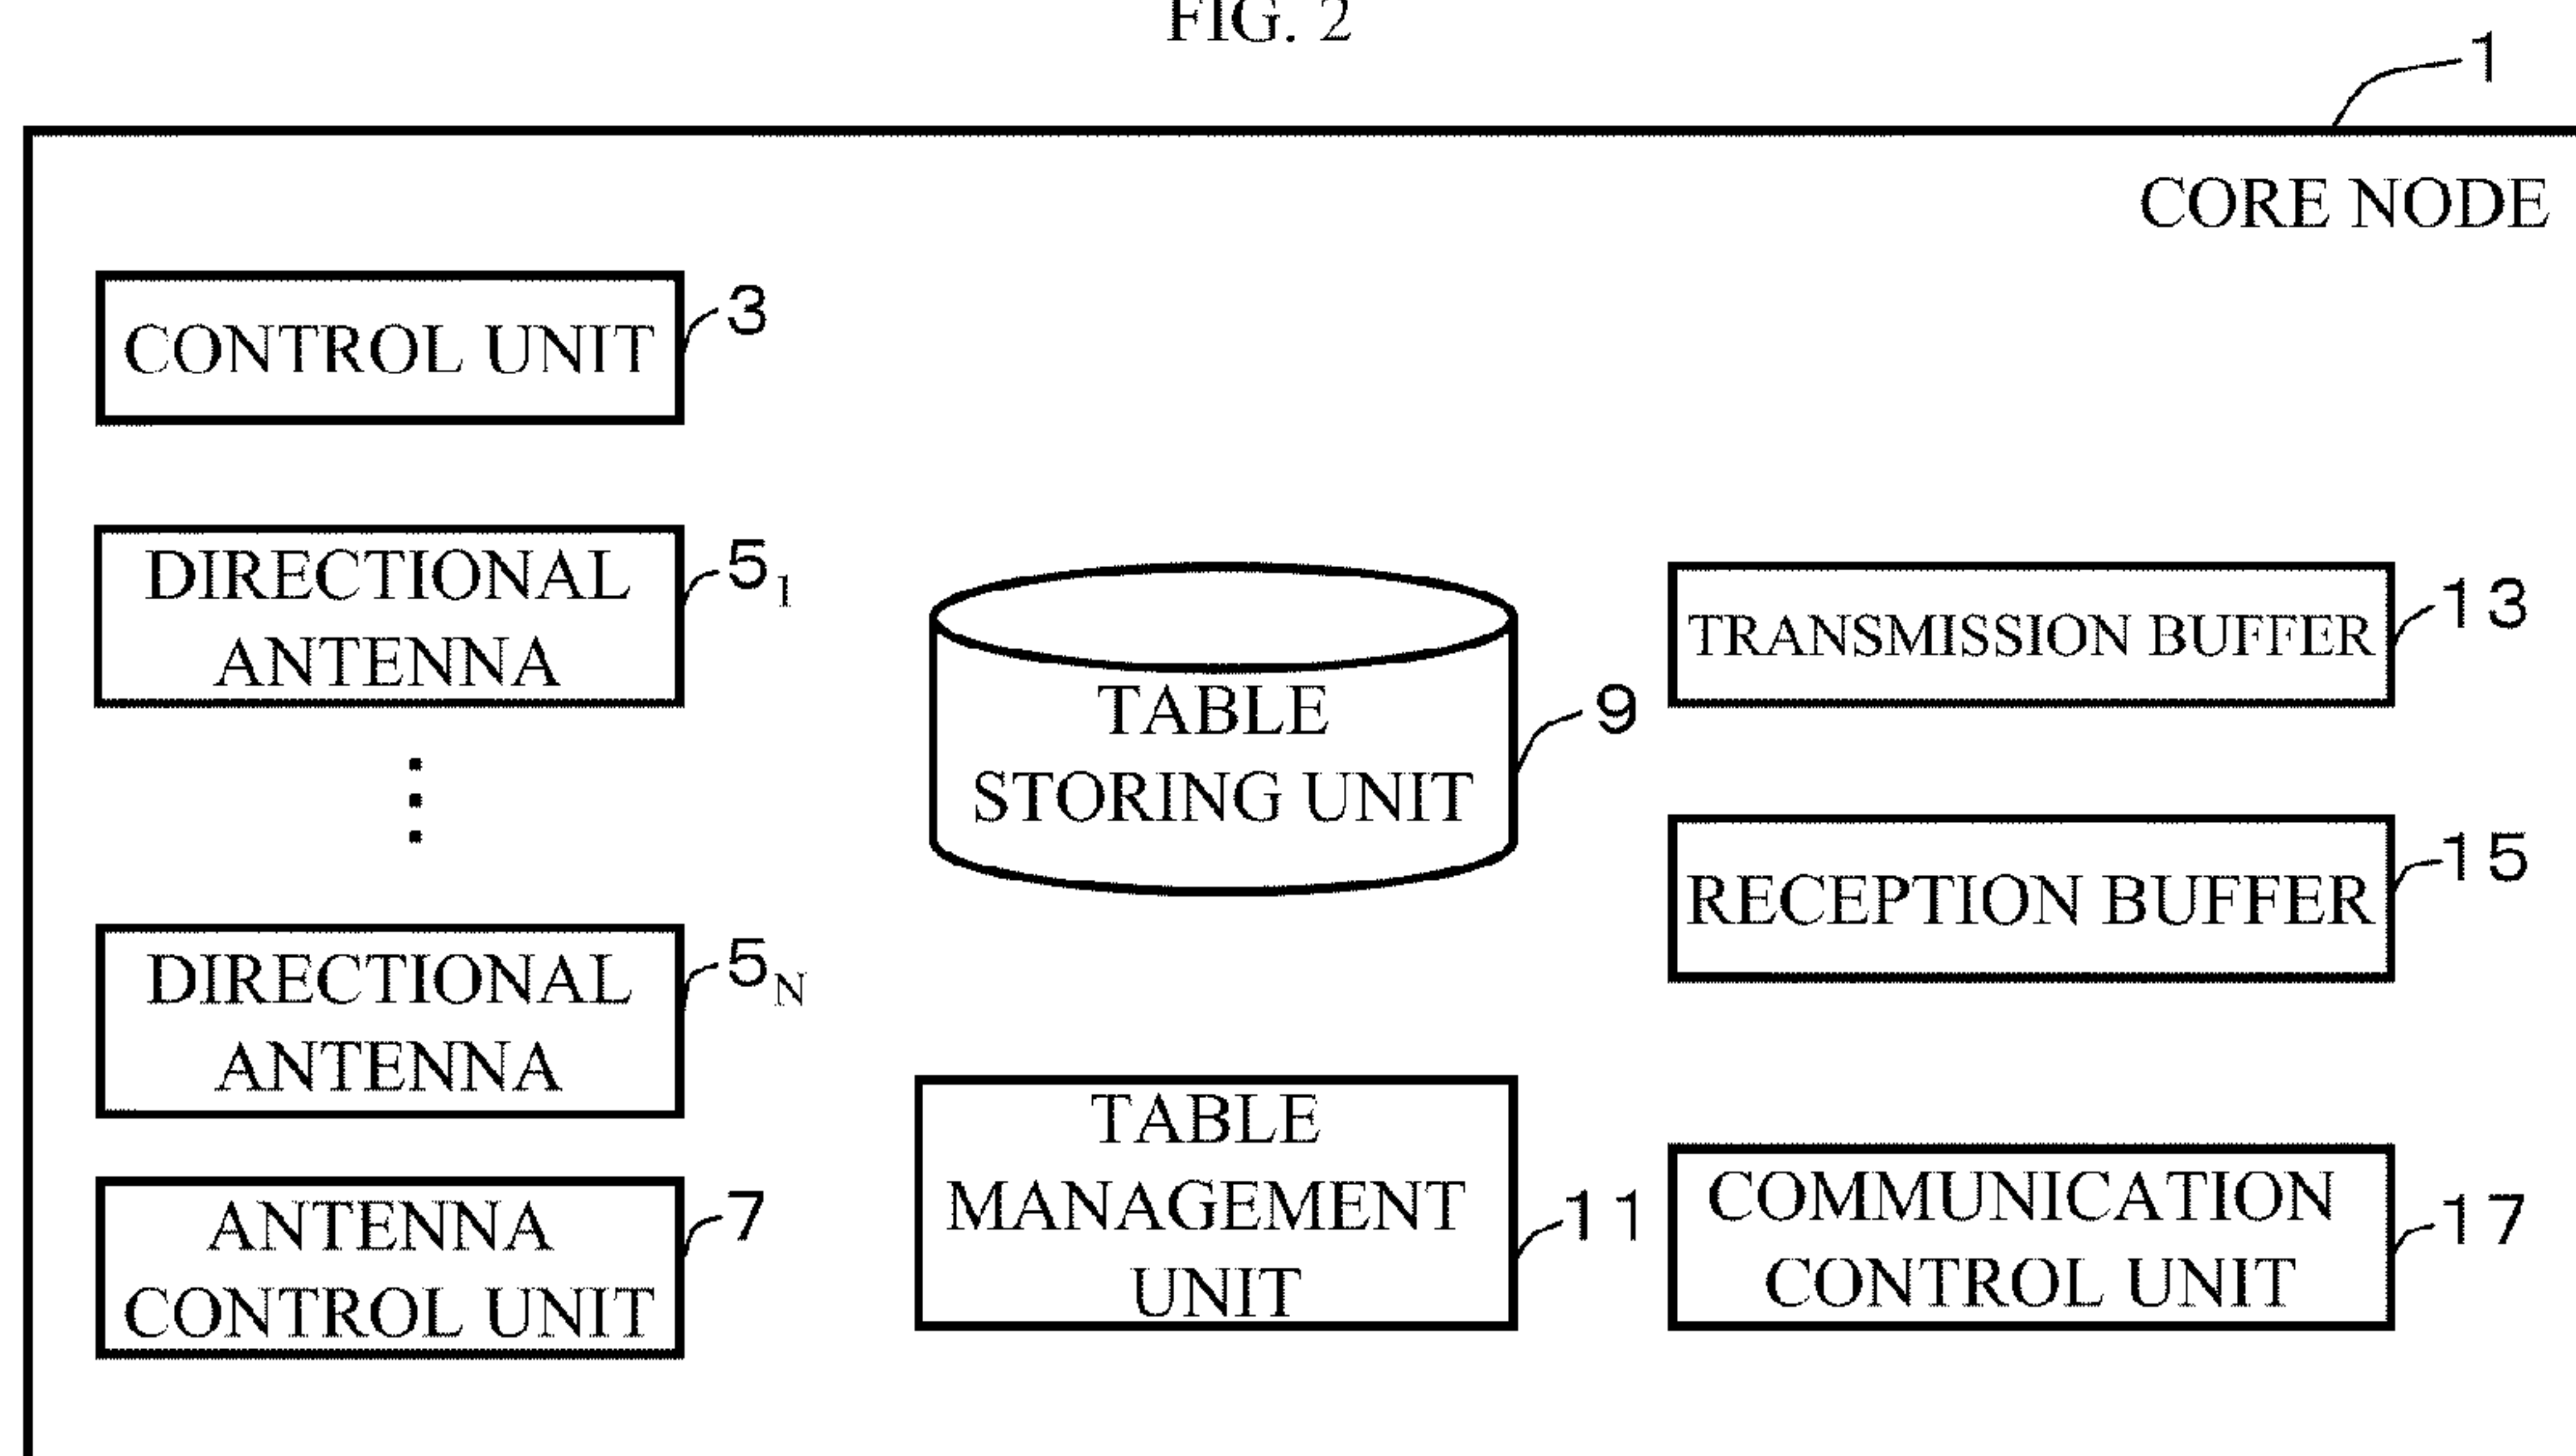 FIG. 2
1
CORE NODE
CONTROL UNIT
3
DIRECTIONAL
ANTENNA
5₁
DIRECTIONAL
ANTENNA
5_N
ANTENNA
CONTROL UNIT
7
TABLE
STORING UNIT
9
TABLE
MANAGEMENT
UNIT
11
TRANSMISSION BUFFER
13
RECEPTION BUFFER
15
COMMUNICATION
CONTROL UNIT
17